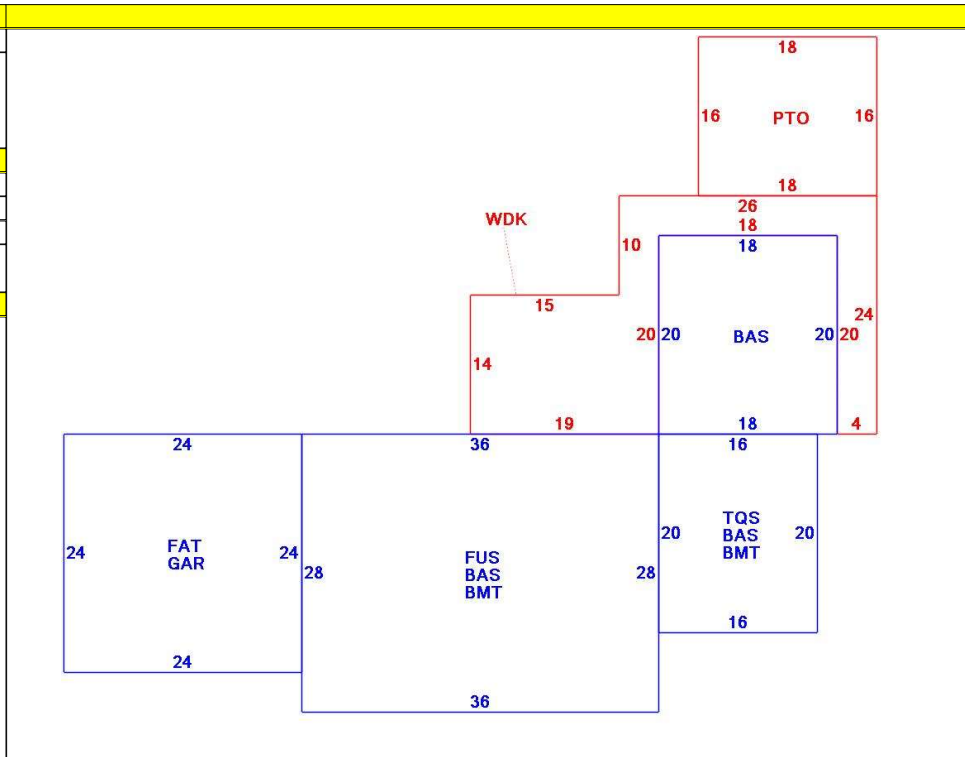 18
16 PTO 16
18
WDK
26
18
10
18
15
24
20 20 BAS 20 20
14
19 18 4
24 36 16
TQS
20 BAS 20
BMT
24 FAT 24
GAR
28 FUS 28
BAS
BMT
16
24
36